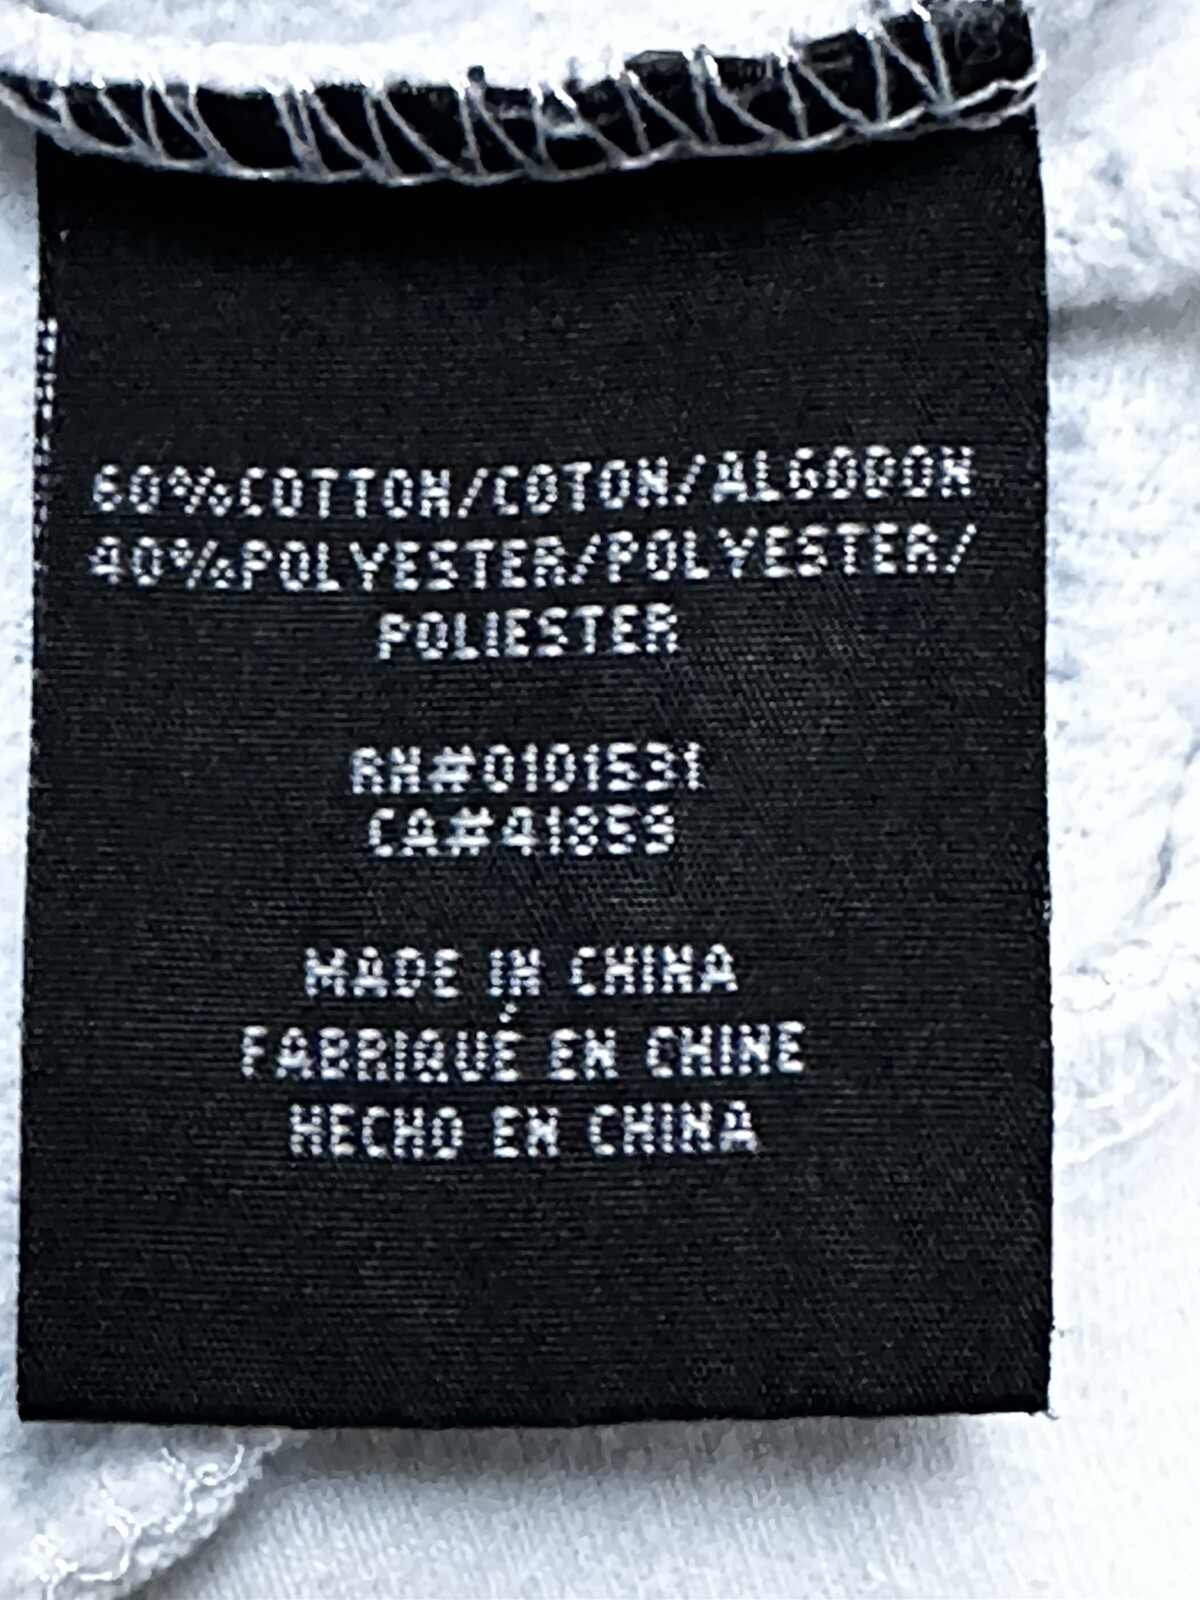 60%COTTON/COTON/ALGODON
40%POLYESTER/POLYESTER/
POLIESTER
RN#0101531
CA#41859
MADE IN CHINA
FABRIQUÉ EN CHINE
HECHO EN CHINA